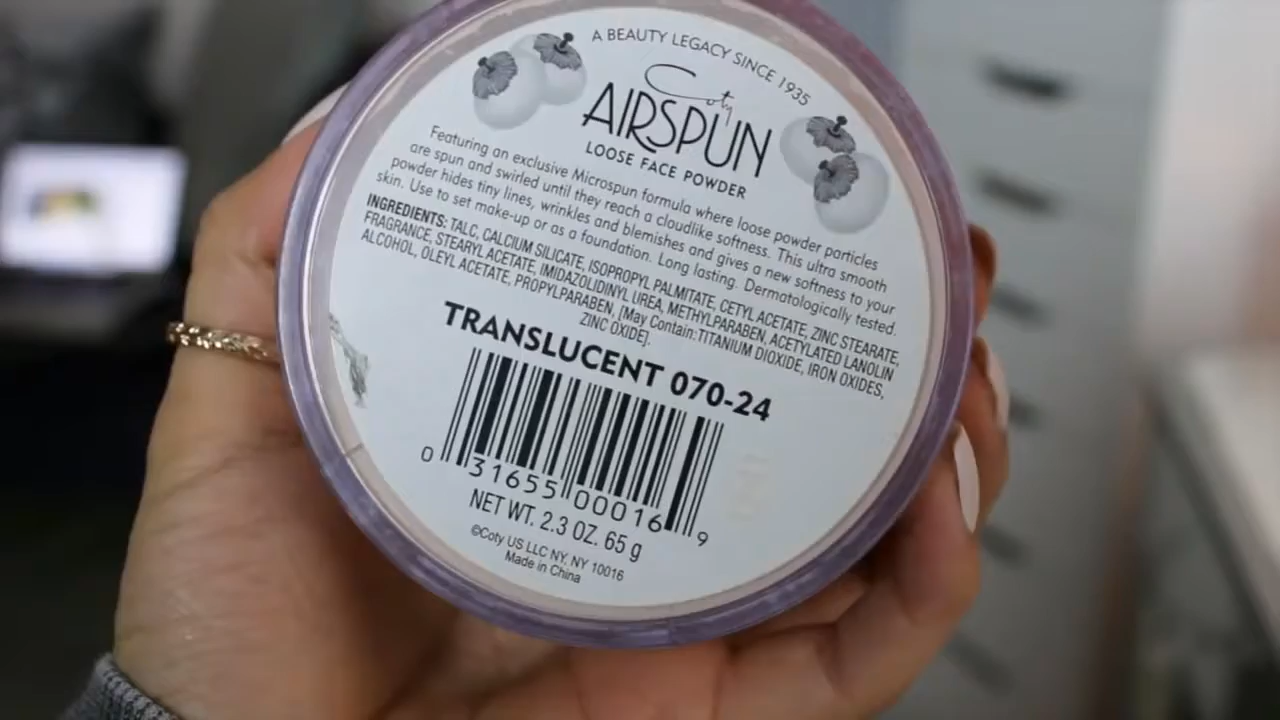 A BEAUTY LEGACY SINCE 1935
Coty
AIRSPUN
LOOSE FACE POWDER
Featuring an exclusive Microspun formula where loose powder particles
are spun and swirled until they reach a cloudlike softness. This ultra smooth
powder hides tiny lines, wrinkles and blemishes and gives a new softness to your
skin. Use to set make-up or as a foundation. Long lasting. Dermatologically tested.
INGREDIENTS: TALC, CALCIUM SILICATE, ISOPROPYL PALMITATE, CETYL ACETATE, ZINC STEARATE,
FRAGRANCE, STEARYL ACETATE, IMIDAZOLIDINYL UREA, METHYLPARABEN, ACETYLATED LANOLIN
ALCOHOL, OLEYL ACETATE, PROPYLPARABEN, [May Contain: TITANIUM DIOXIDE, IRON OXIDES,
ZINC OXIDE].
TRANSLUCENT 070-24
0 31655 00016 9
NET WT. 2.3 OZ. 65 g
©Coty US LLC NY, NY 10016
Made in China